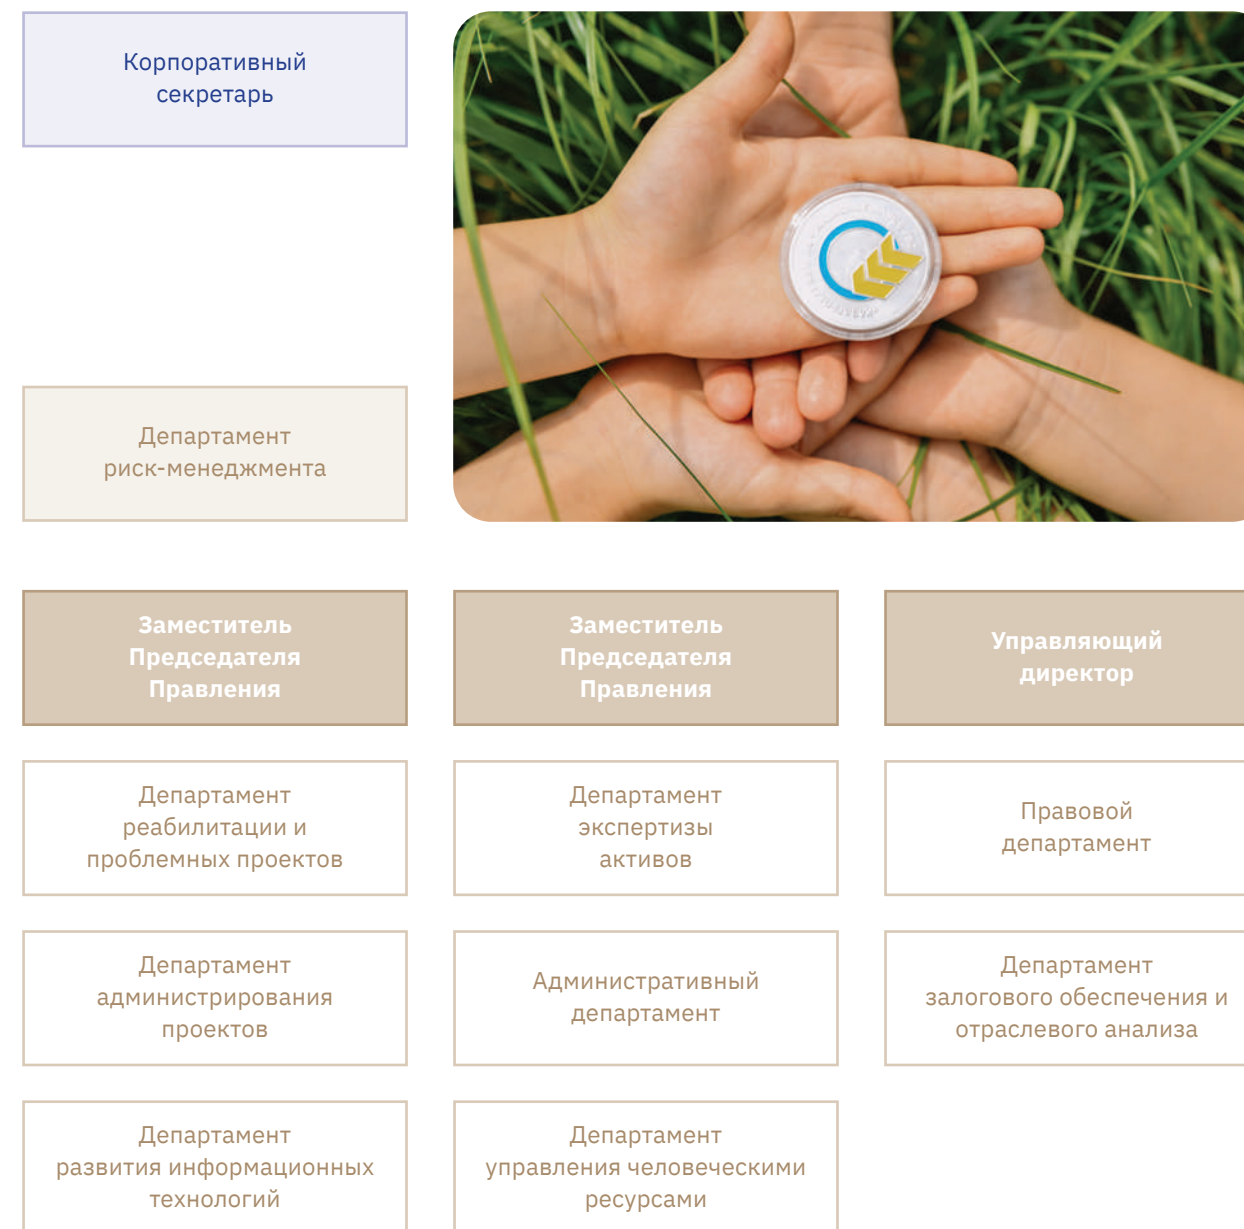 Корпоративный
секретарь
Департамент
риск-менеджмента
Заместитель
Председателя
Правления
Департамент
реабилитации и
проблемных проектов
Департамент
администрирования
проектов
Департамент
развития информационных
технологий
Заместитель
Председателя
Правления
Департамент
экспертизы
активов
Административный
департамент
Департамент
управления человеческими
ресурсами
Управляющий
директор
Правовой
департамент
Департамент
залогового обеспечения и
отраслевого анализа